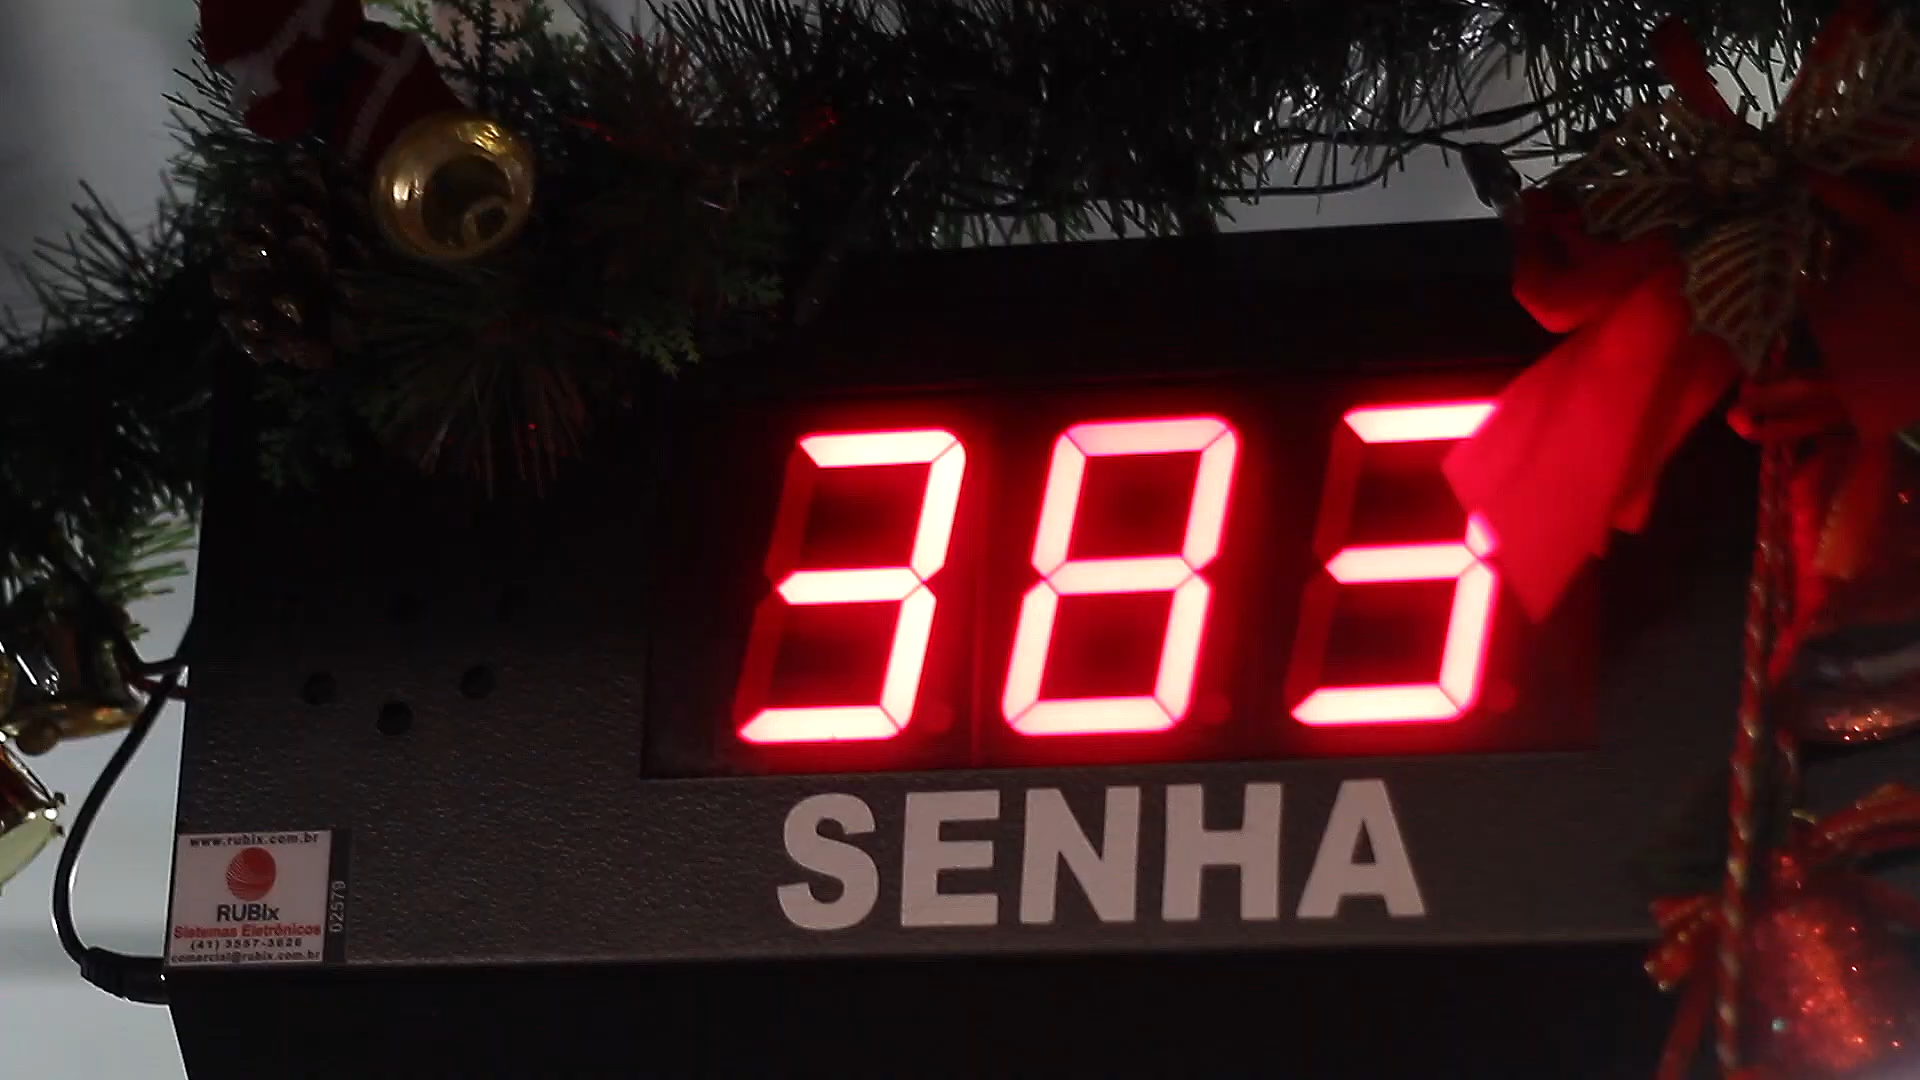 383
SENHA
www.rubix.com.br
RUBix
Sistemas Eletrônicos
(41) 3557-3626
comercial@rubix.com.br
02579